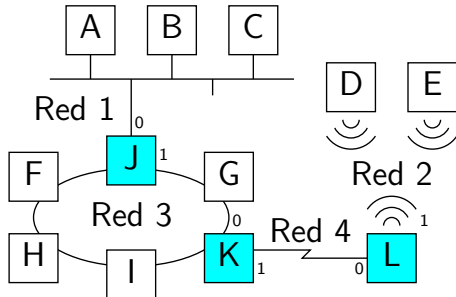 A B C
D E
Red 1
0
J 1
F G
Red 2
Red 3
0 1
Red 4
H I K 1 0 L